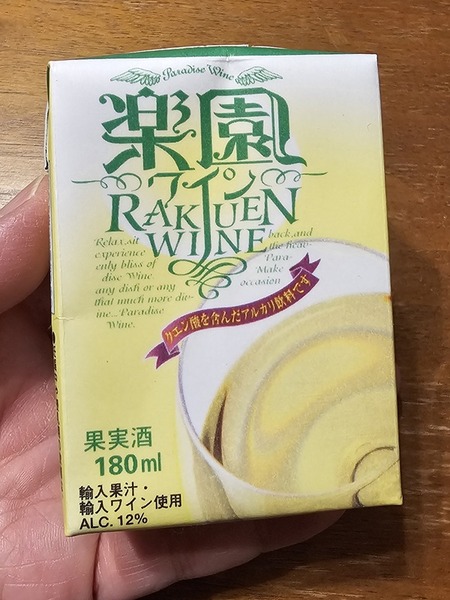 Paradise Wine
楽園
ワイン
RAKUEN
WINE
Relax, sit back and
experience the heav-
enly bliss of Para-
dise Wine. Make
any dish or any occasion
that much more div-
ine... Paradise
Wine.
クエン酸を含んだアルカリ飲料です
果実酒
180ml
輸入果汁・
輸入ワイン使用
ALC. 12%